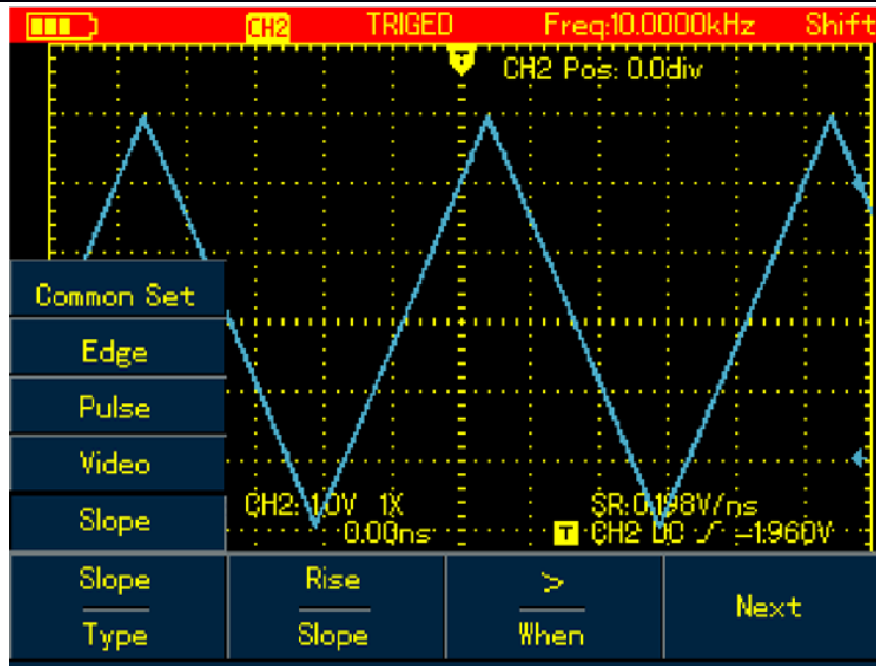 CH2 TRIGED Freq:10.0000kHz Shift
T CH2 Pos: 0.0div
Common Set
Edge
Pulse
Video
Slope
CH2: 1.0V 1X SR:0.198V/ns
0.00ns T CH2 DC -1.960V
Slope Rise > Next
Type Slope When